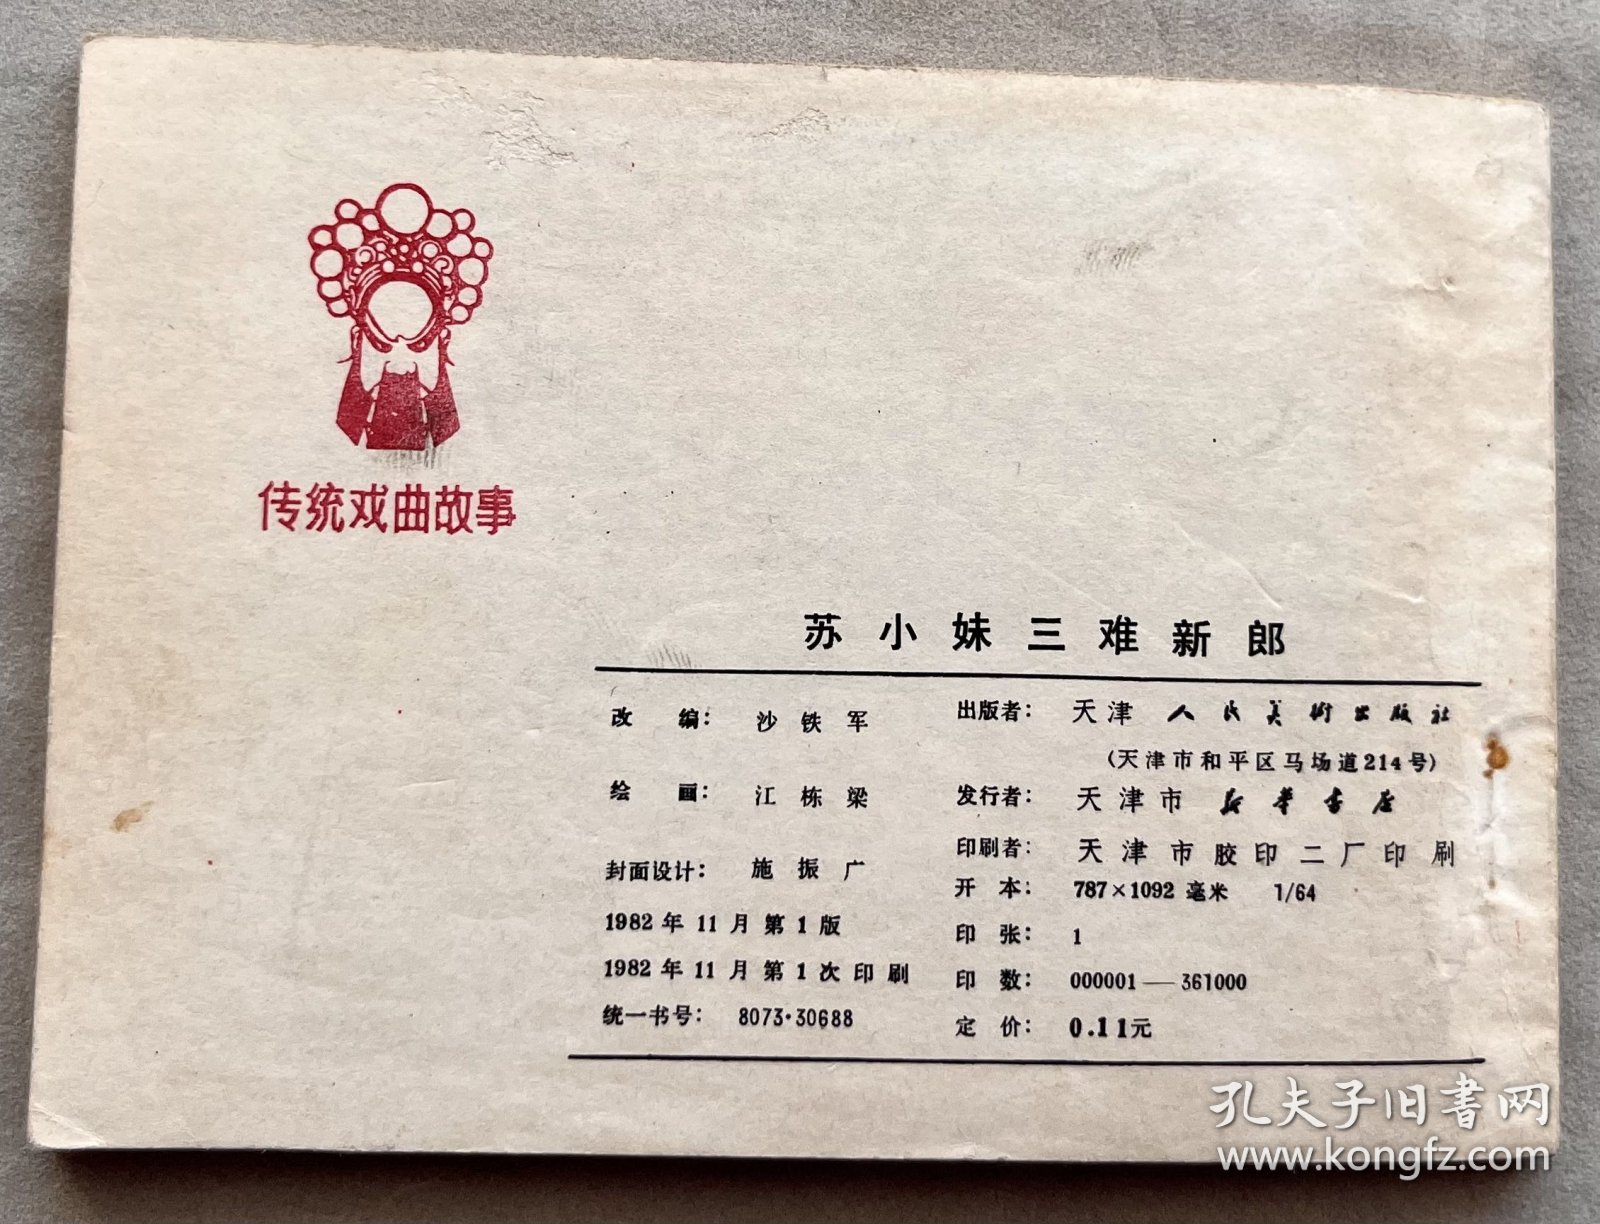 传统戏曲故事
苏小妹三难新郎
改编：沙铁军
绘画：江栋梁
封面设计：施振广
1982年11月第1版
1982年11月第1次印刷
统一书号：8073·30688
出版者：天津人民美术出版社
(天津市和平区马场道214号)
发行者：天津市新华书店
印刷者：天津市胶印二厂印刷
开本：787×1092毫米 1/64
印张：1
印数：000001—361000
定价：0.11元
孔夫子旧书网
www.kongfz.com